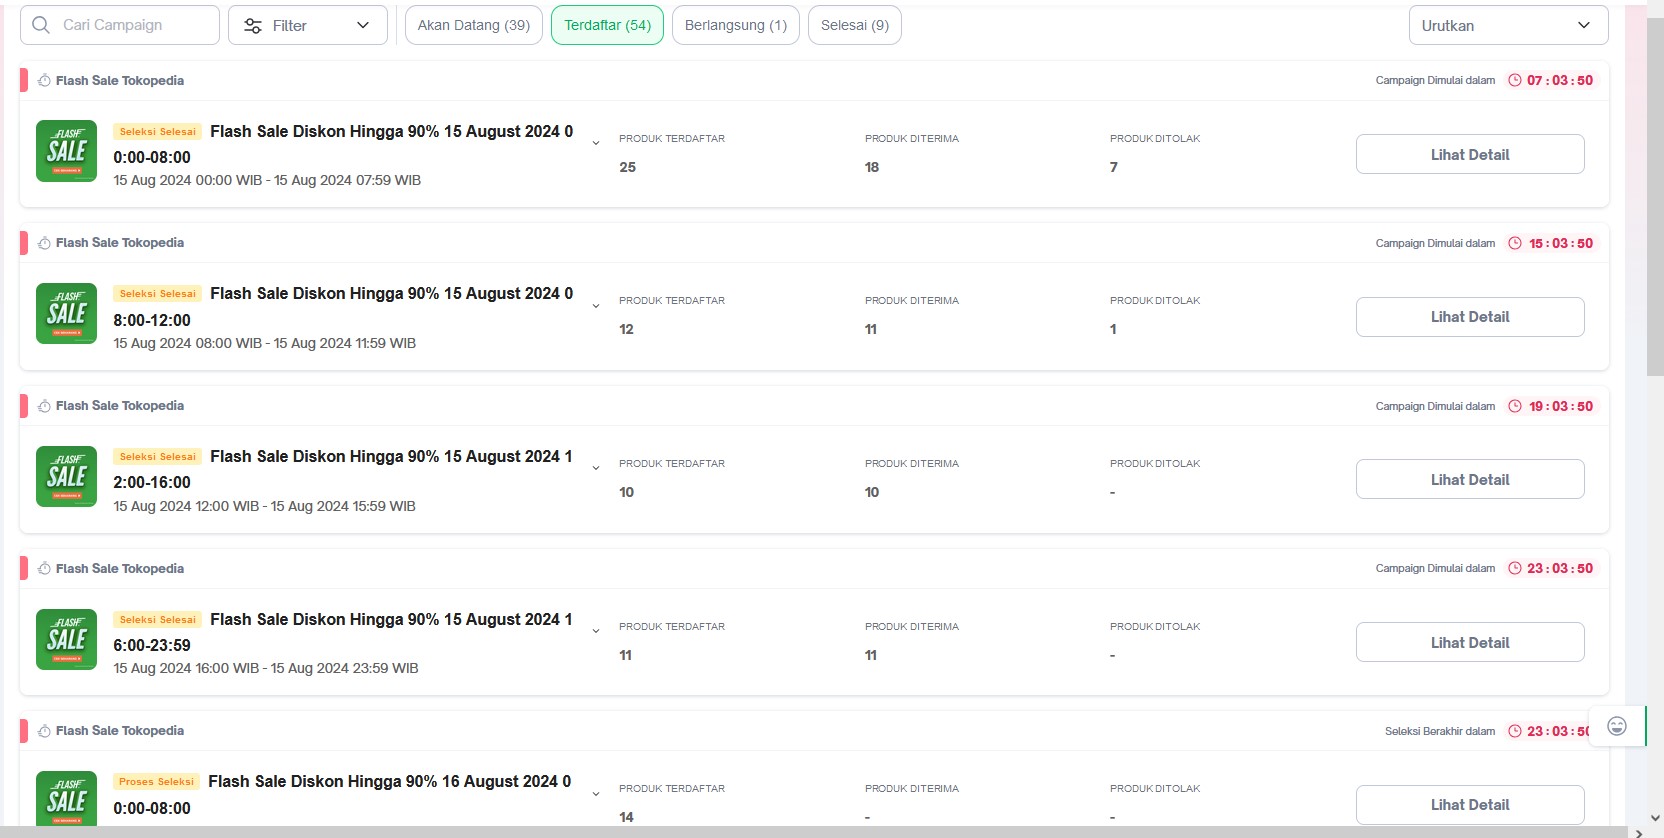 Cari Campaign
Filter
Akan Datang (39)
Terdaftar (54)
Berlangsung (1)
Selesai (9)
Urutkan
Flash Sale Tokopedia
Campaign Dimulai dalam
07 : 03 : 50
FLASH
SALE
Seleksi Selesai
Flash Sale Diskon Hingga 90% 15 August 2024 0
0:00-08:00
15 Aug 2024 00:00 WIB - 15 Aug 2024 07:59 WIB
PRODUK TERDAFTAR
25
PRODUK DITERIMA
18
PRODUK DITOLAK
7
Lihat Detail
Flash Sale Tokopedia
Campaign Dimulai dalam
15 : 03 : 50
FLASH
SALE
Seleksi Selesai
Flash Sale Diskon Hingga 90% 15 August 2024 0
8:00-12:00
15 Aug 2024 08:00 WIB - 15 Aug 2024 11:59 WIB
PRODUK TERDAFTAR
12
PRODUK DITERIMA
11
PRODUK DITOLAK
1
Lihat Detail
Flash Sale Tokopedia
Campaign Dimulai dalam
19 : 03 : 50
FLASH
SALE
Seleksi Selesai
Flash Sale Diskon Hingga 90% 15 August 2024 1
2:00-16:00
15 Aug 2024 12:00 WIB - 15 Aug 2024 15:59 WIB
PRODUK TERDAFTAR
10
PRODUK DITERIMA
10
PRODUK DITOLAK
-
Lihat Detail
Flash Sale Tokopedia
Campaign Dimulai dalam
23 : 03 : 50
FLASH
SALE
Seleksi Selesai
Flash Sale Diskon Hingga 90% 15 August 2024 1
6:00-23:59
15 Aug 2024 16:00 WIB - 15 Aug 2024 23:59 WIB
PRODUK TERDAFTAR
11
PRODUK DITERIMA
11
PRODUK DITOLAK
-
Lihat Detail
Flash Sale Tokopedia
Seleksi Berakhir dalam
23 : 03 : 50
FLASH
SALE
Proses Seleksi
Flash Sale Diskon Hingga 90% 16 August 2024 0
0:00-08:00
PRODUK TERDAFTAR
14
PRODUK DITERIMA
-
PRODUK DITOLAK
-
Lihat Detail